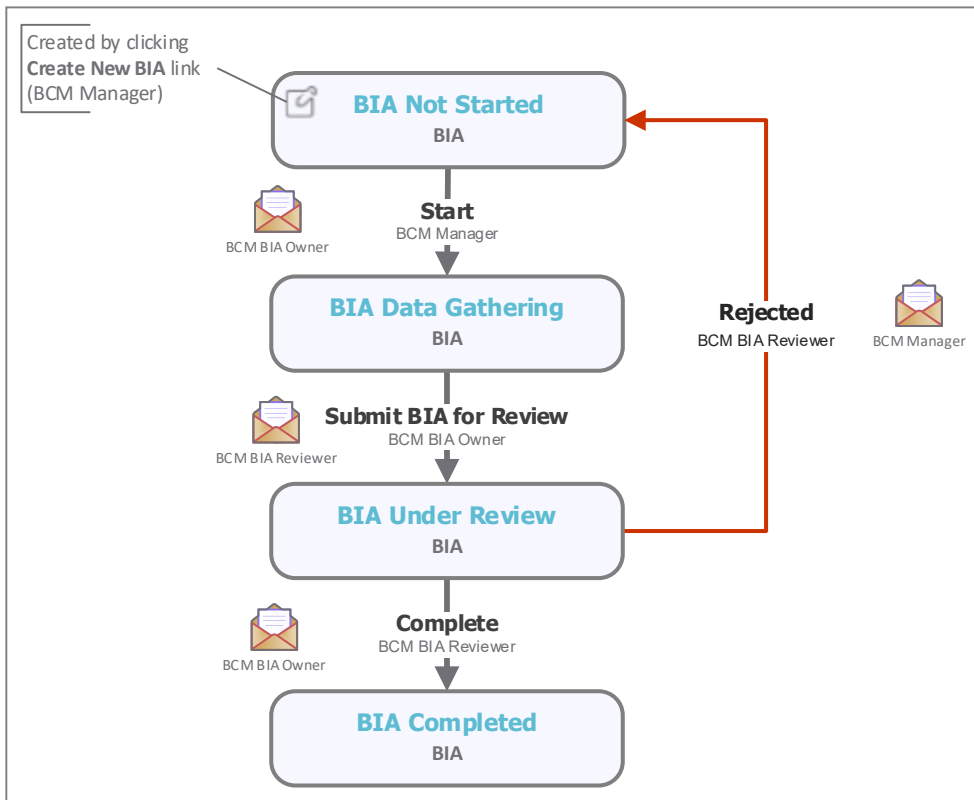 Created by clicking
Create New BIA link
(BCM Manager)
BIA Not Started
BIA
Start
BCM Manager
BCM BIA Owner
BIA Data Gathering
BIA
Rejected
BCM BIA Reviewer
BCM Manager
Submit BIA for Review
BCM BIA Owner
BCM BIA Reviewer
BIA Under Review
BIA
Complete
BCM BIA Reviewer
BCM BIA Owner
BIA Completed
BIA